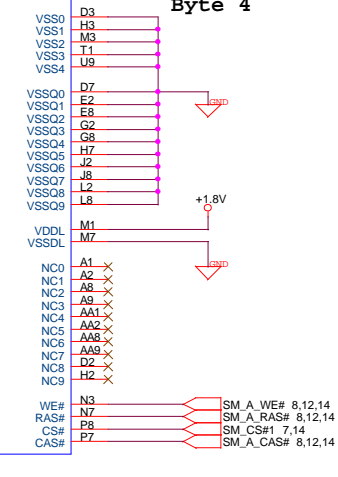 Byte 4
VSS0 D3
VSS1 H3
VSS2 M3
VSS3 T1
VSS4 U9
VSSQ0 D7
GND
VSSQ1 E2
VSSQ2 E8
VSSQ3 G2
VSSQ4 G8
VSSQ5 H7
VSSQ6 J2
VSSQ7 J8
VSSQ8 L2
VSSQ9 L8
+1.8V
VDDL M1
VSSDL M7
GND
NC0 A1
NC1 A2
NC2 A8
NC3 A9
NC4 AA1
NC5 AA2
NC6 AA8
NC7 AA9
NC8 D2
NC9 H2
WE# N3 SM_A_WE# 8,12,14
RAS# N7 SM_A_RAS# 8,12,14
CS# P8 SM_CS#1 7,14
CAS# P7 SM_A_CAS# 8,12,14